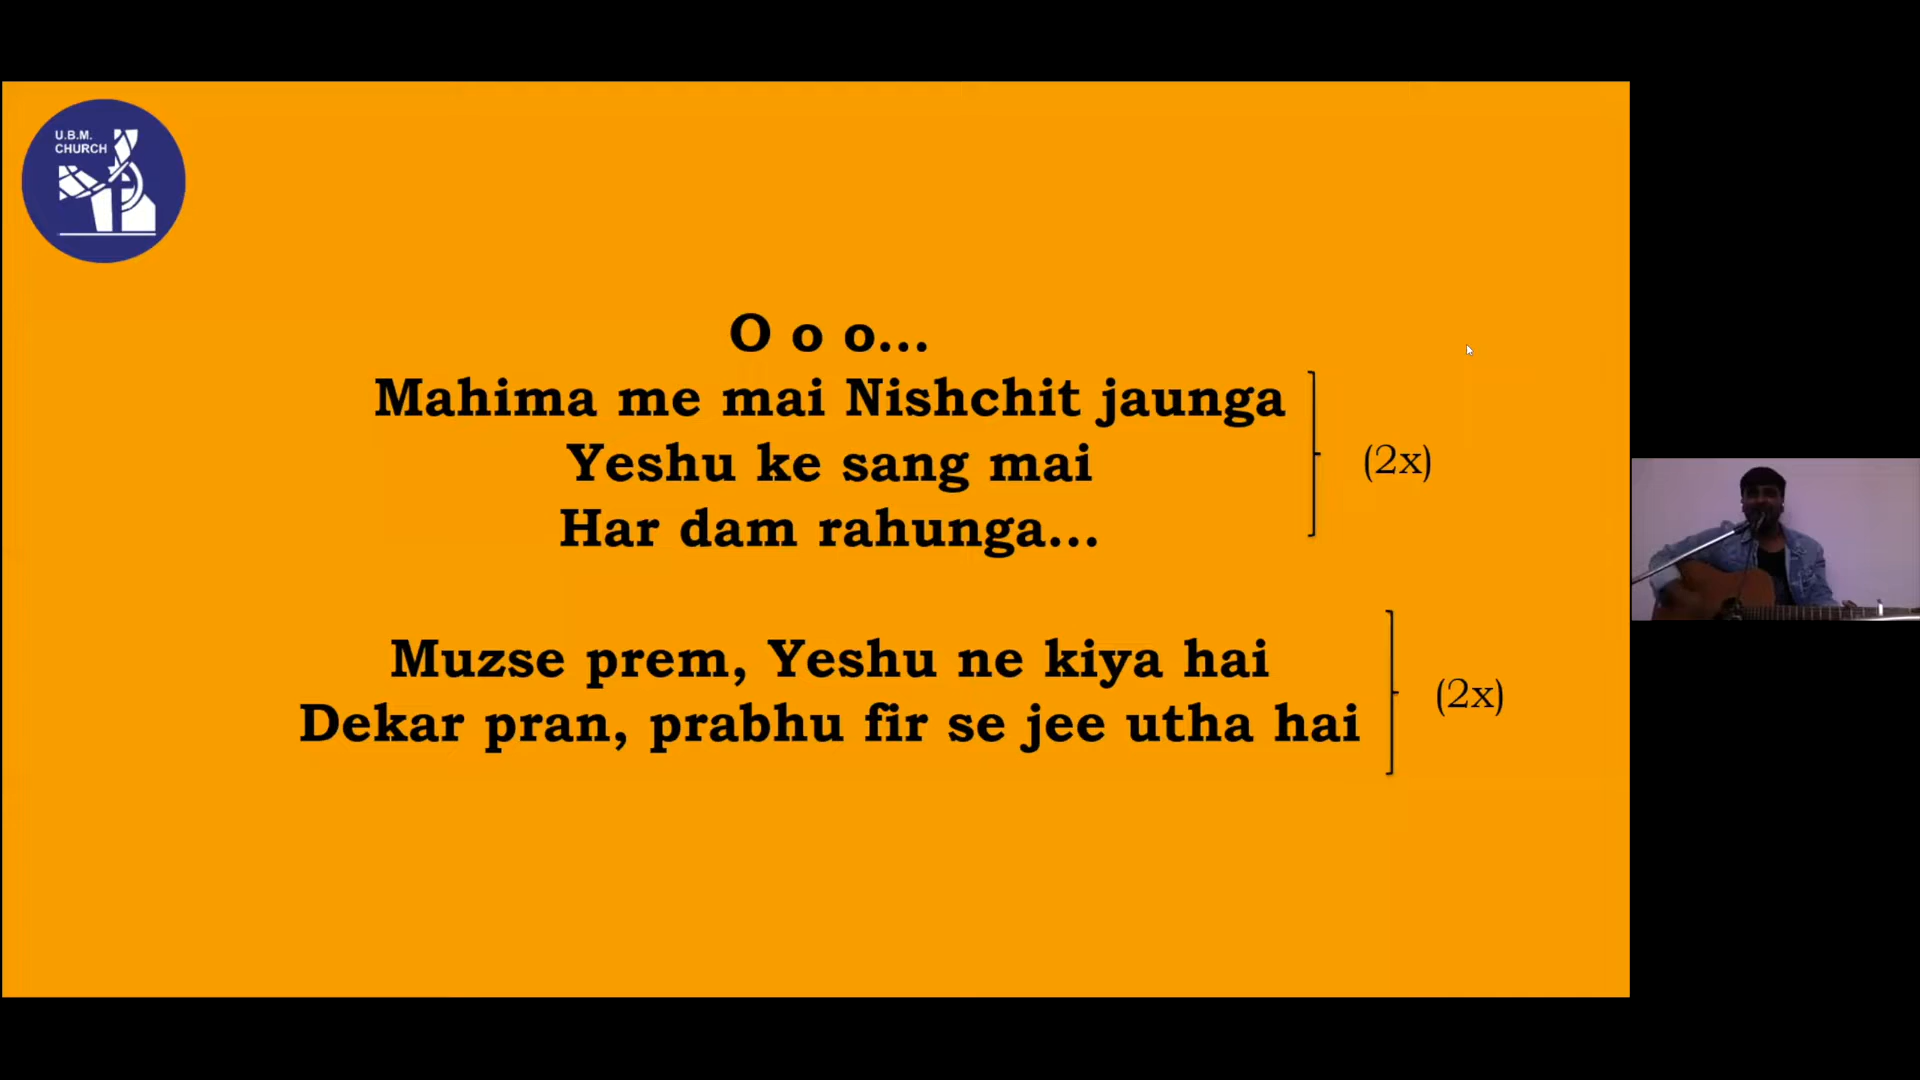 U.B.M.
CHURCH
O o o...
Mahima me mai Nishchit jaunga
Yeshu ke sang mai
(2x)
Har dam rahunga...
Muzse prem, Yeshu ne kiya hai
Dekar pran, prabhu fir se jee utha hai
(2x)